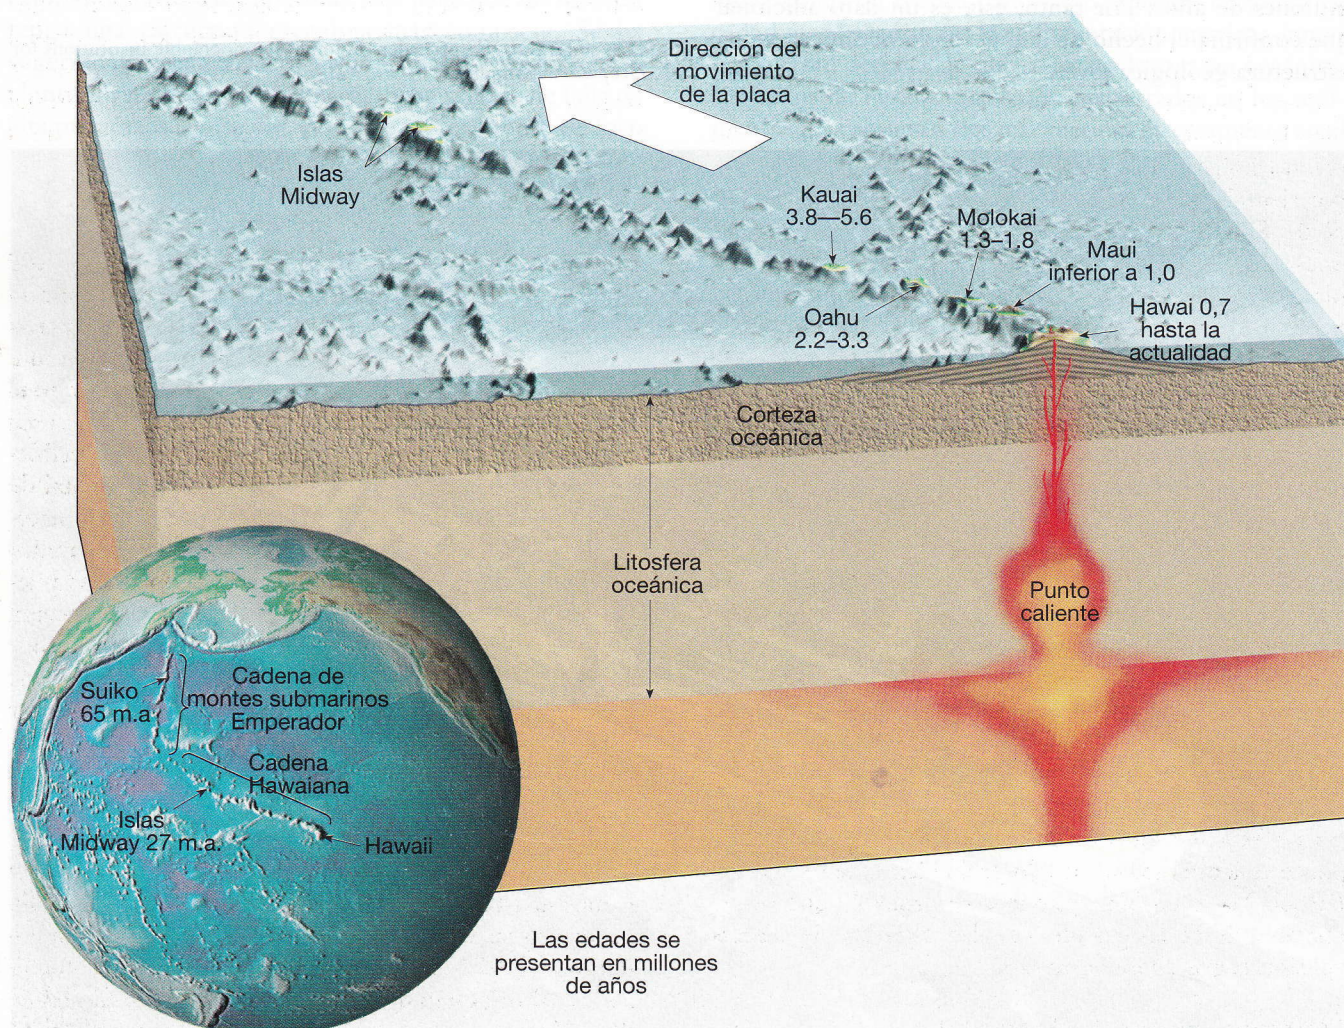 Dirección del
movimiento
de la placa
Islas
Midway
Kauai
3.8—5.6
Molokai
1.3–1.8
Maui
inferior a 1,0
Oahu
2.2–3.3
Hawai 0,7
hasta la
actualidad
Corteza
oceánica
Litosfera
oceánica
Punto
caliente
Suiko
65 m.a
Cadena de
montes submarinos
Emperador
Cadena
Hawaiana
Islas
Midway 27 m.a.
Hawaii
Las edades se
presentan en millones
de años